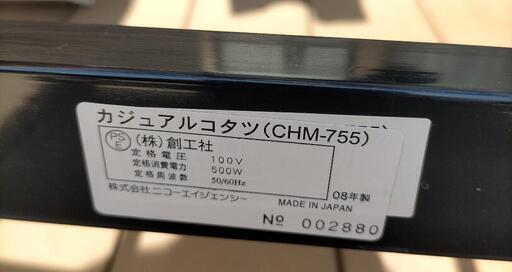 カジュアルコタツ(CHM-755)
PS
E
(株)創工社
定格電圧 100V
定格消費電力 500W
定格周波数 50/60Hz
08年製
株式会社ニコーエイジェンシー
MADE IN JAPAN
№ 002880